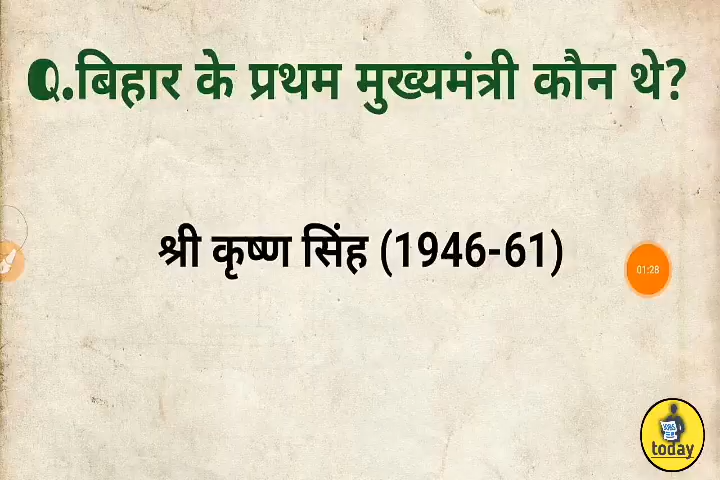 Q.बिहार के प्रथम मुख्यमंत्री कौन थे?
श्री कृष्ण सिंह (1946-61)
01:28
today